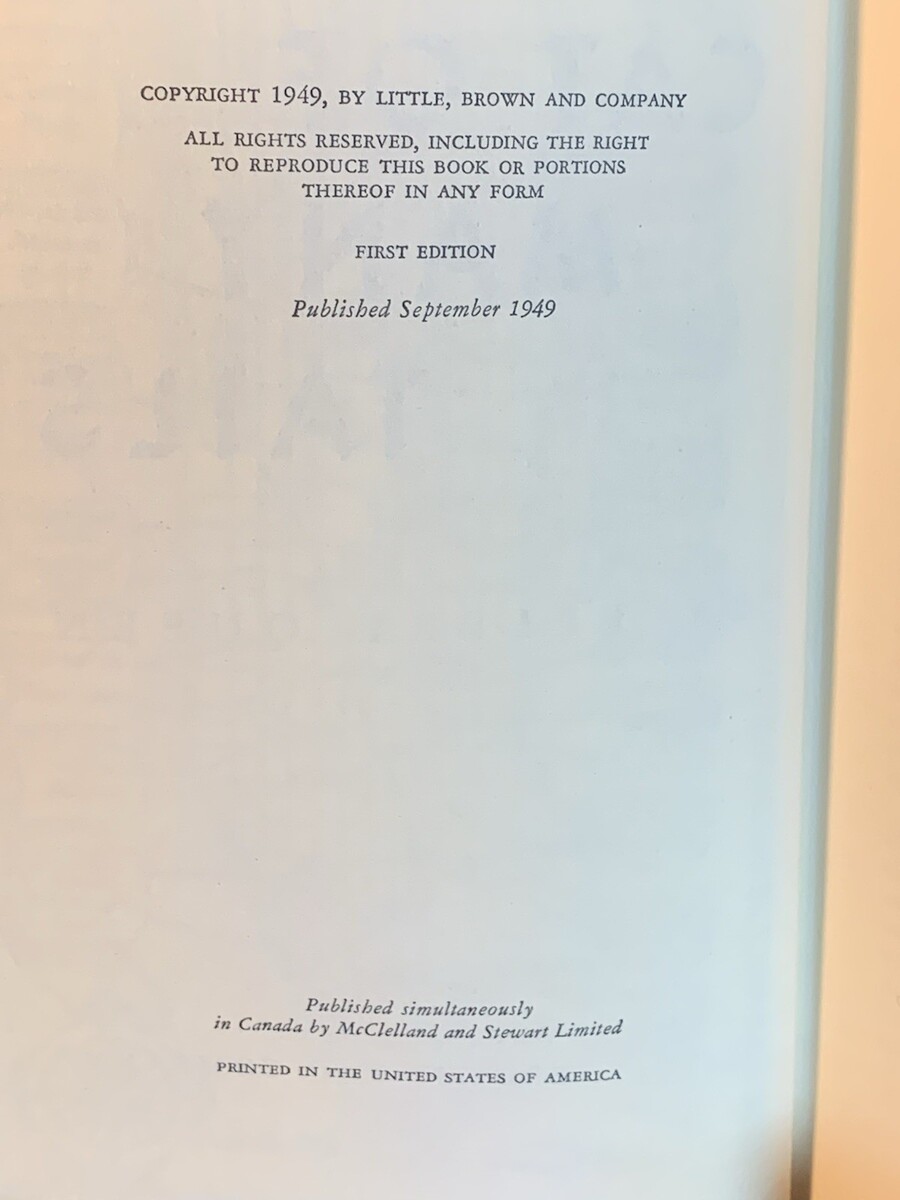 COPYRIGHT 1949, BY LITTLE, BROWN AND COMPANY
ALL RIGHTS RESERVED, INCLUDING THE RIGHT
TO REPRODUCE THIS BOOK OR PORTIONS
THEREOF IN ANY FORM
FIRST EDITION
Published September 1949
Published simultaneously
in Canada by McClelland and Stewart Limited
PRINTED IN THE UNITED STATES OF AMERICA